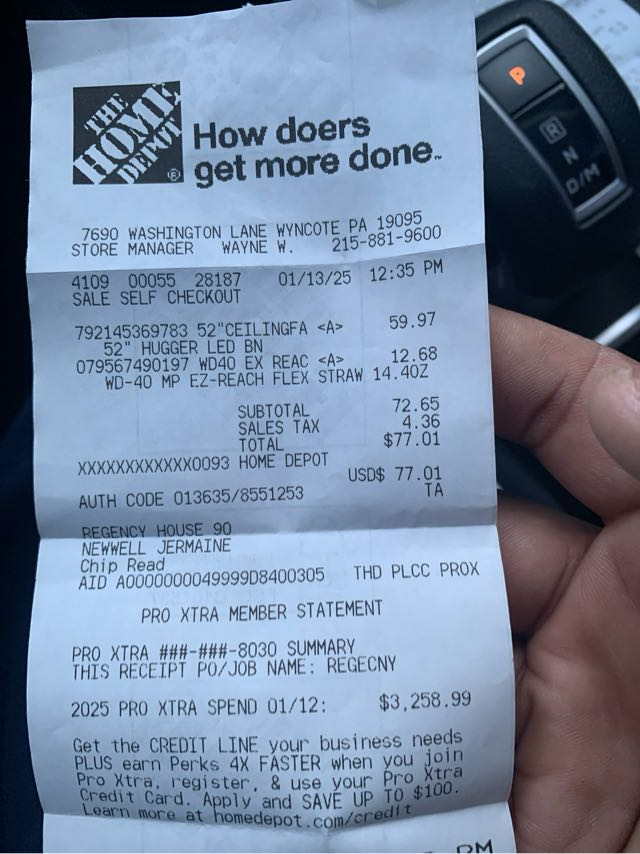 THE
HOME
DEPOT®
How doers
get more done.™
7690 WASHINGTON LANE WYNCOTE PA 19095
STORE MANAGER WAYNE W. 215-881-9600
4109 00055 28187 01/13/25 12:35 PM
SALE SELF CHECKOUT
792145369783 52"CEILINGFA <A> 59.97
52" HUGGER LED BN
079567490197 WD40 EX REAC <A> 12.68
WD-40 MP EZ-REACH FLEX STRAW 14.4OZ
SUBTOTAL 72.65
SALES TAX 4.36
TOTAL $77.01
XXXXXXXXXXXX0093 HOME DEPOT
USD$ 77.01
AUTH CODE 013635/8551253 TA
REGENCY HOUSE 90
NEWWELL JERMAINE
Chip Read
AID A0000000049999D8400305 THD PLCC PROX
PRO XTRA MEMBER STATEMENT
PRO XTRA ###-###-8030 SUMMARY
THIS RECEIPT PO/JOB NAME: REGECNY
2025 PRO XTRA SPEND 01/12: $3,258.99
Get the CREDIT LINE your business needs
PLUS earn Perks 4X FASTER when you join
Pro Xtra, register, & use your Pro Xtra
Credit Card. Apply and SAVE UP TO $100.
Learn more at homedepot.com/credit
PM
P
R
N
D/M